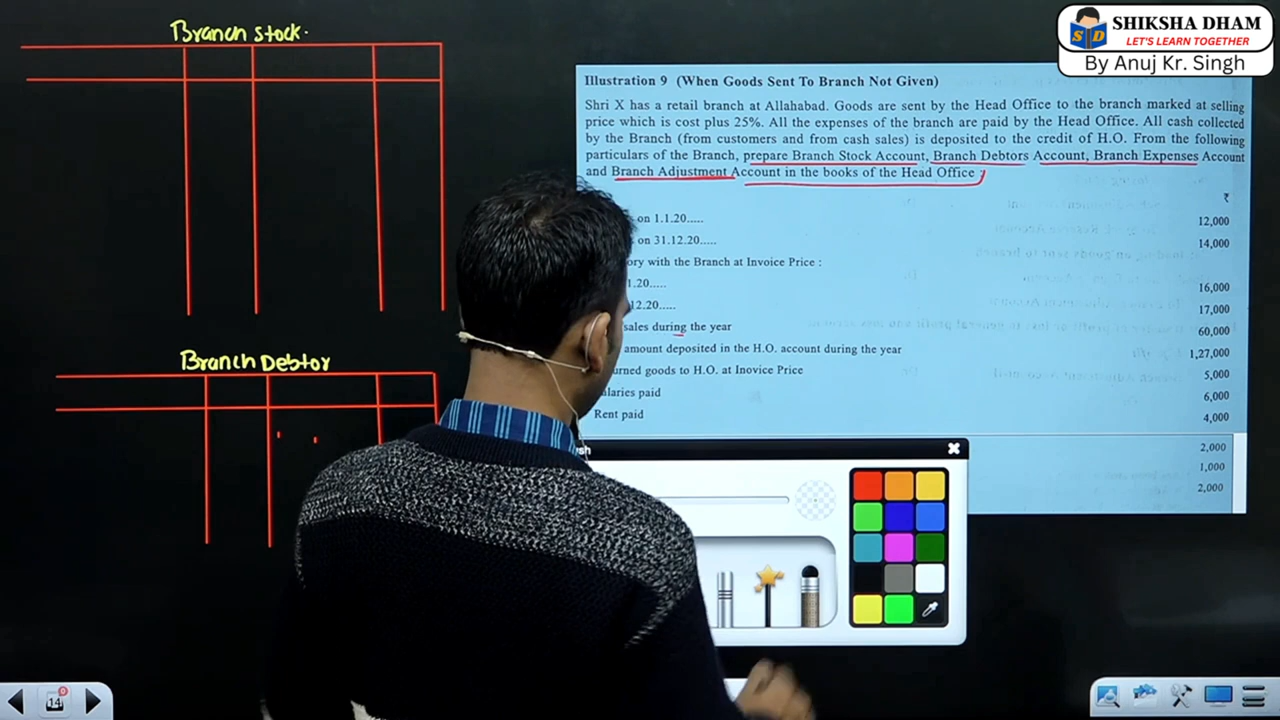 Branch stock.
SHIKSHA DHAM
S D
LET'S LEARN TOGETHER
By Anuj Kr. Singh
Illustration 9 (When Goods Sent To Branch Not Given)
Shri X has a retail branch at Allahabad. Goods are sent by the Head Office to the branch marked at selling
price which is cost plus 25%. All the expenses of the branch are paid by the Head Office. All cash collected
by the Branch (from customers and from cash sales) is deposited to the credit of H.O. From the following
particulars of the Branch, prepare Branch Stock Account, Branch Debtors Account, Branch Expenses Account
and Branch Adjustment Account in the books of the Head Office :
₹
on 1.1.20..... 12,000
on 31.12.20..... 14,000
with the Branch at Invoice Price :
.20..... 16,000
.20..... 17,000
sales during the year 60,000
amount deposited in the H.O. account during the year 1,27,000
goods to H.O. at Inovice Price 5,000
paid 6,000
Rent paid 4,000
2,000
1,000
2,000
Branch Debtor
14
0